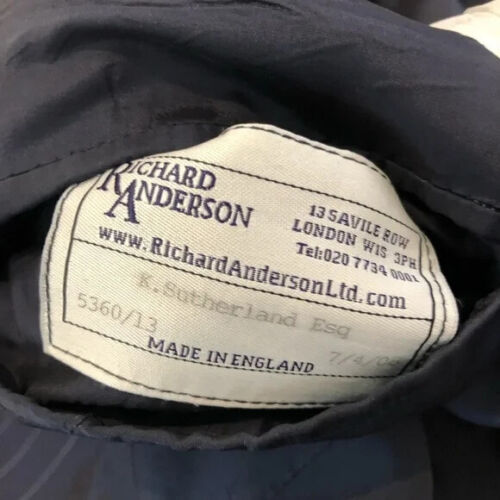 RICHARD
ANDERSON
13 SAVILE ROW
LONDON W1S 3PH
Tel:020 7734 0001
www.RichardAndersonLtd.com
K.Sutherland Esq
5360/13
MADE IN ENGLAND